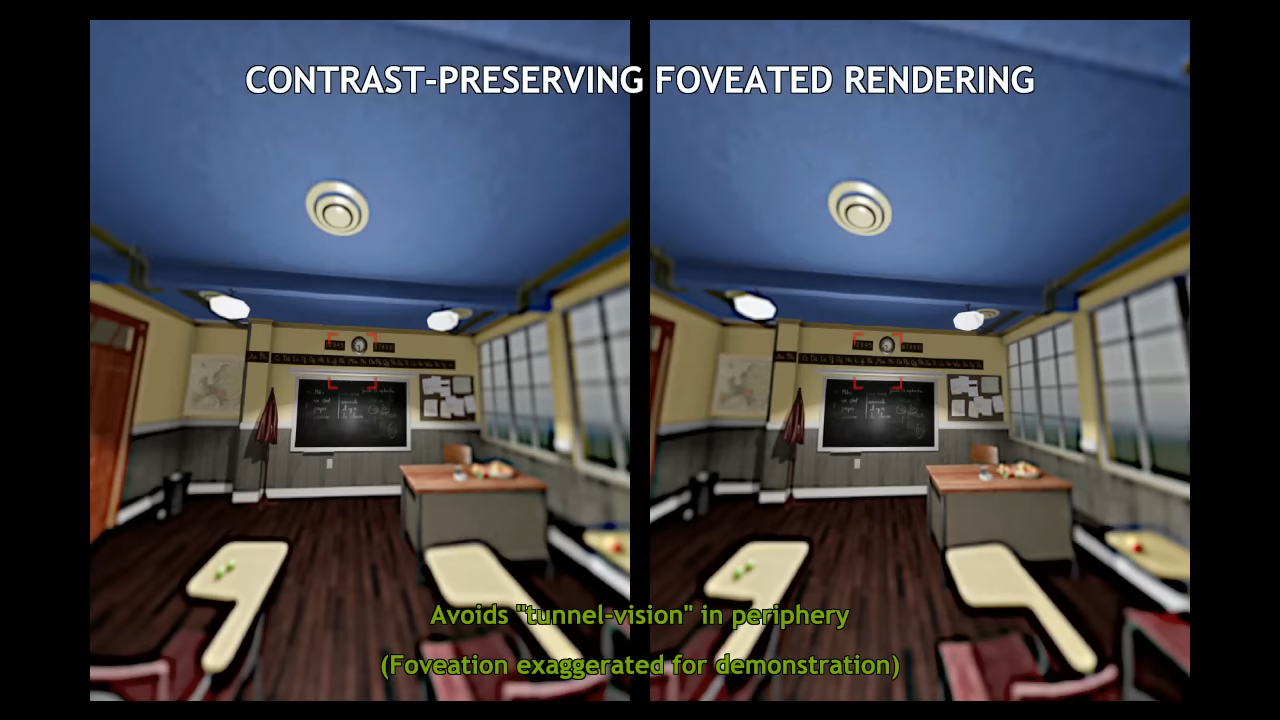 CONTRAST-PRESERVING FOVEATED RENDERING
Avoids "tunnel-vision" in periphery
(Foveation exaggerated for demonstration)